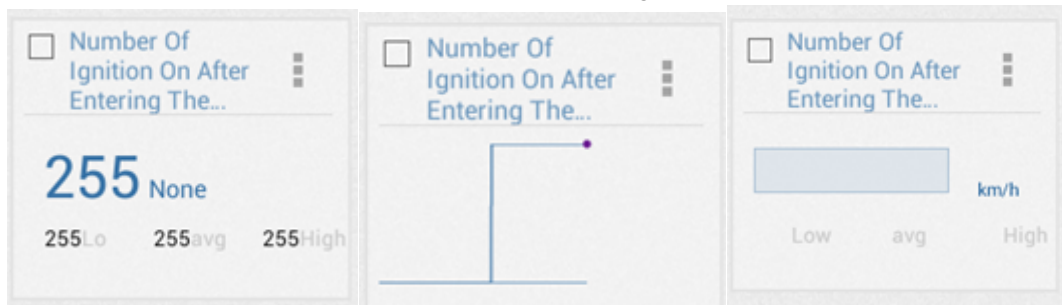 Number Of
Ignition On After
Entering The...
255 None
255Lo 255avg 255High
Number Of
Ignition On After
Entering The...
Number Of
Ignition On After
Entering The...
km/h
Low avg High